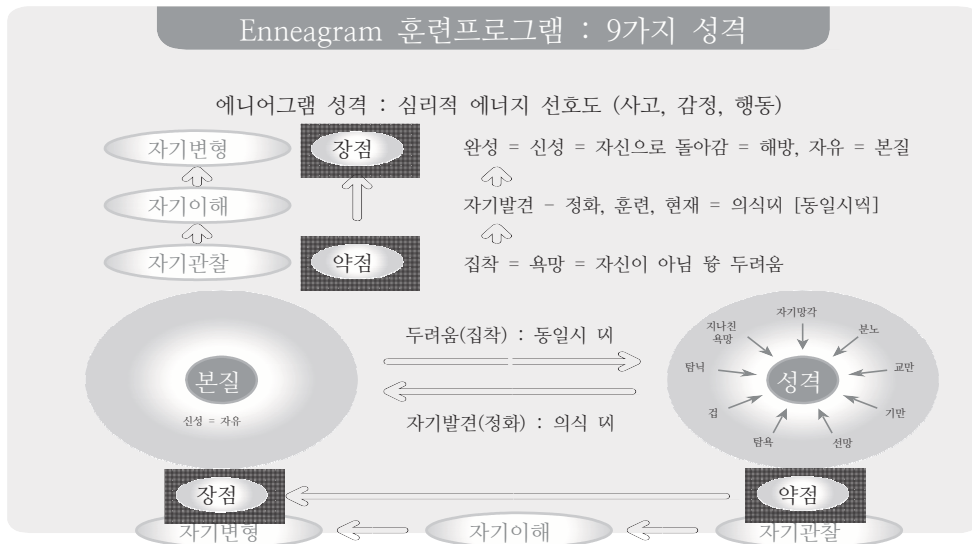 Enneagram 훈련프로그램 : 9가지 성격
에니어그램 성격 : 심리적 에너지 선호도 (사고, 감정, 행동)
자기변형 장점 완성 = 신성 = 자신으로 돌아감 = 해방, 자유 = 본질
자기이해 자기발견 - 정화, 훈련, 현재 = 의식 [동일시]
자기관찰 약점 집착 = 욕망 = 자신이 아님 두려움
두려움(집착) : 동일시
본질
신성 = 자유
자기발견(정화) : 의식
자기망각
지나친
욕망
분노
탐닉
교만
성격
겁
기만
탐욕
선망
장점 약점
자기변형 자기이해 자기관찰